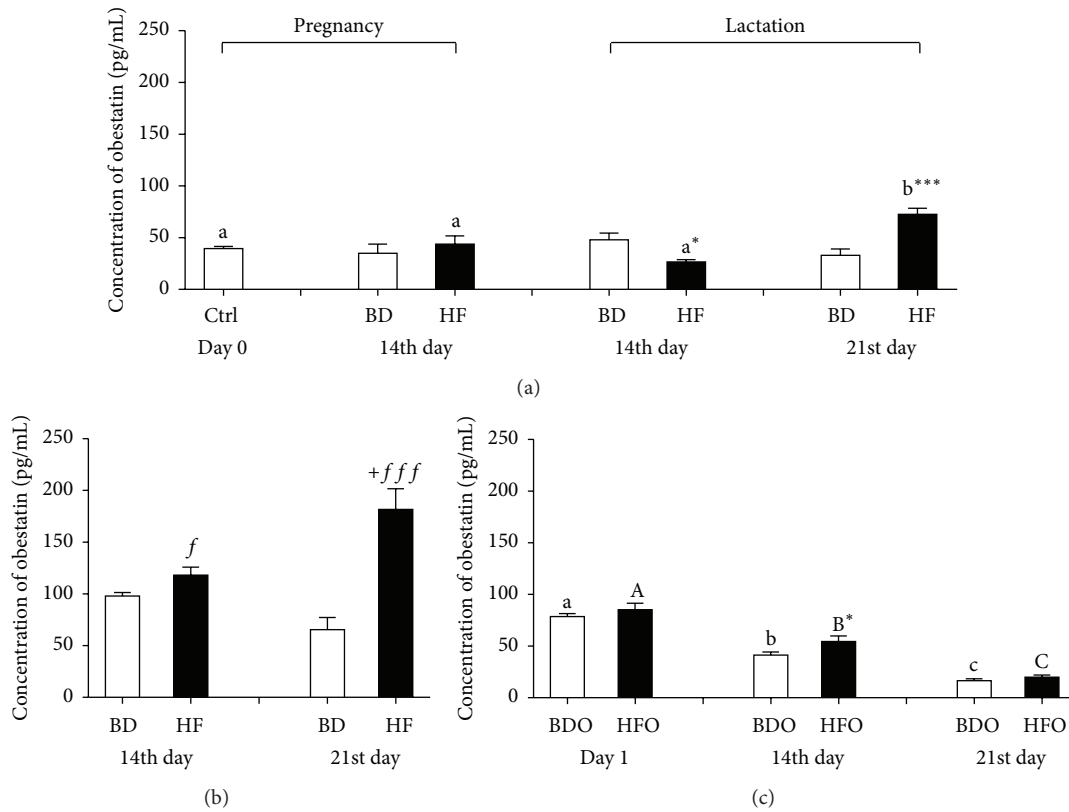 Pregnancy Lactation
Concentration of obestatin (pg/mL)
250
200
150
100
50
0
a
a
a*
b***
Ctrl BD HF BD HF BD HF
Day 0 14th day 14th day 21st day
(a)
Concentration of obestatin (pg/mL)
250
200
150
100
50
0
f
+fff
BD HF BD HF
14th day 21st day
(b)
Concentration of obestatin (pg/mL)
250
200
150
100
50
0
a A
b B*
c C
BDO HFO BDO HFO BDO HFO
Day 1 14th day 21st day
(c)